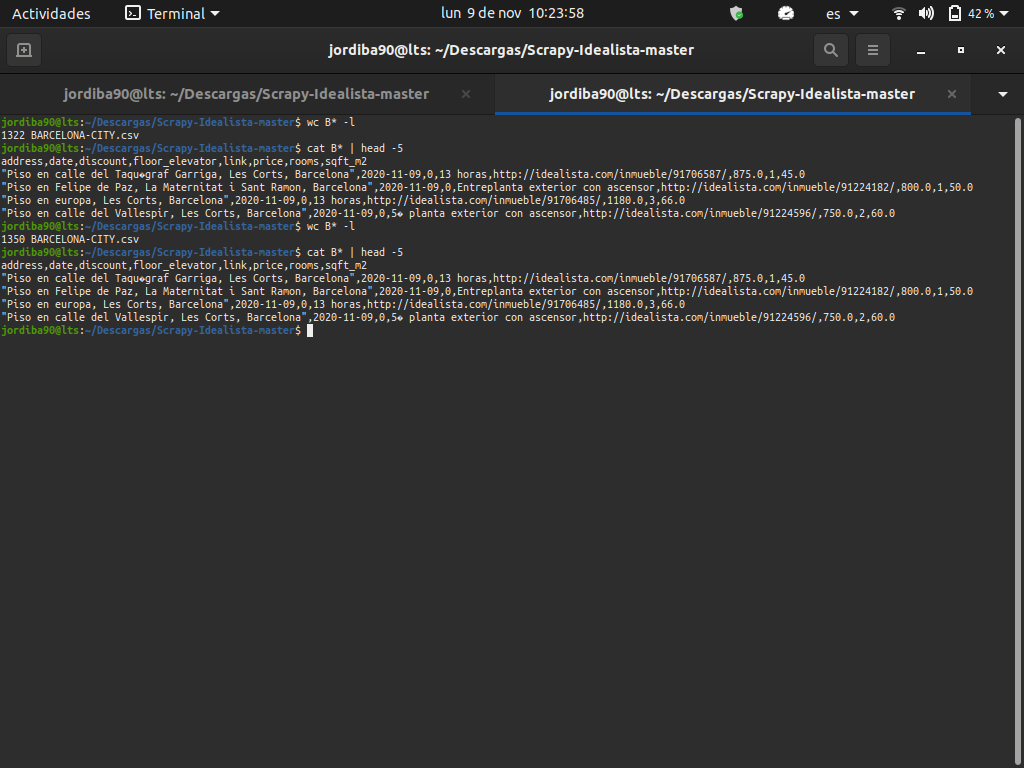 Actividades Terminal lun 9 de nov 10:23:58 es 42 %
jordiba90@lts: ~/Descargas/Scrapy-Idealista-master
jordiba90@lts: ~/Descargas/Scrapy-Idealista-master × jordiba90@lts: ~/Descargas/Scrapy-Idealista-master ×
jordiba90@lts:~/Descargas/Scrapy-Idealista-master$ wc B* -l
1322 BARCELONA-CITY.csv
jordiba90@lts:~/Descargas/Scrapy-Idealista-master$ cat B* | head -5
address,date,discount,floor_elevator,link,price,rooms,sqft_m2
"Piso en calle del Taqu�graf Garriga, Les Corts, Barcelona",2020-11-09,0,13 horas,http://idealista.com/inmueble/91706587/,875.0,1,45.0
"Piso en Felipe de Paz, La Maternitat i Sant Ramon, Barcelona",2020-11-09,0,Entreplanta exterior con ascensor,http://idealista.com/inmueble/91224182/,800.0,1,50.0
"Piso en europa, Les Corts, Barcelona",2020-11-09,0,13 horas,http://idealista.com/inmueble/91706485/,1180.0,3,66.0
"Piso en calle del Vallespir, Les Corts, Barcelona",2020-11-09,0,5� planta exterior con ascensor,http://idealista.com/inmueble/91224596/,750.0,2,60.0
jordiba90@lts:~/Descargas/Scrapy-Idealista-master$ wc B* -l
1350 BARCELONA-CITY.csv
jordiba90@lts:~/Descargas/Scrapy-Idealista-master$ cat B* | head -5
address,date,discount,floor_elevator,link,price,rooms,sqft_m2
"Piso en calle del Taqu�graf Garriga, Les Corts, Barcelona",2020-11-09,0,13 horas,http://idealista.com/inmueble/91706587/,875.0,1,45.0
"Piso en Felipe de Paz, La Maternitat i Sant Ramon, Barcelona",2020-11-09,0,Entreplanta exterior con ascensor,http://idealista.com/inmueble/91224182/,800.0,1,50.0
"Piso en europa, Les Corts, Barcelona",2020-11-09,0,13 horas,http://idealista.com/inmueble/91706485/,1180.0,3,66.0
"Piso en calle del Vallespir, Les Corts, Barcelona",2020-11-09,0,5� planta exterior con ascensor,http://idealista.com/inmueble/91224596/,750.0,2,60.0
jordiba90@lts:~/Descargas/Scrapy-Idealista-master$